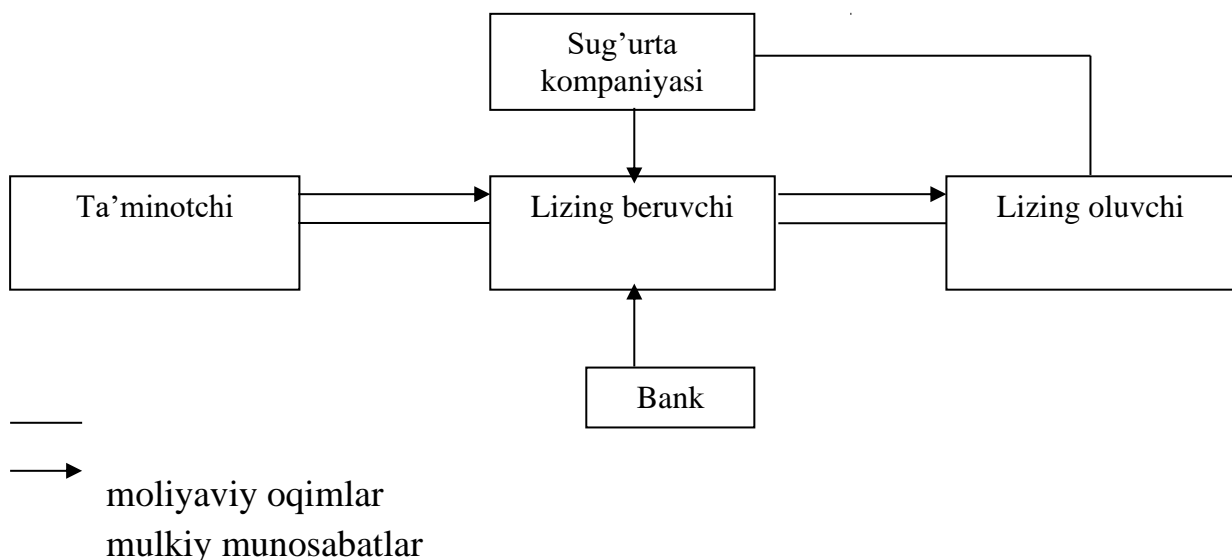 Sug’urta
kompaniyasi
Ta’minotchi
Lizing beruvchi
Lizing oluvchi
Bank
moliyaviy oqimlar
mulkiy munosabatlar